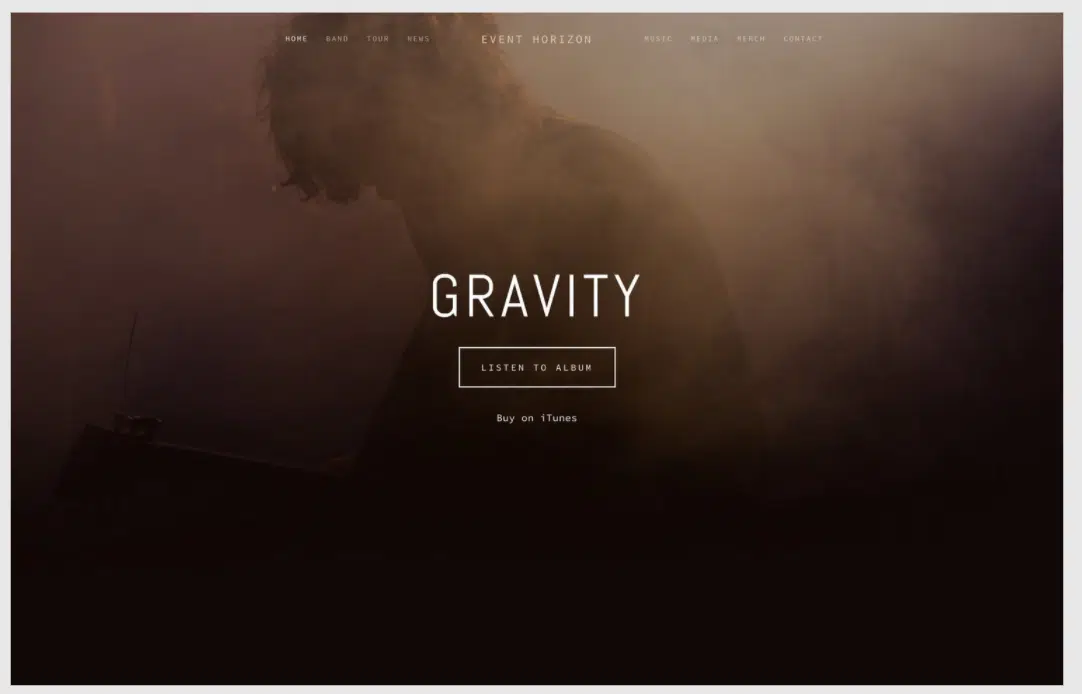 HOME BAND TOUR NEWS EVENT HORIZON MUSIC MEDIA MERCH CONTACT
GRAVITY
LISTEN TO ALBUM
Buy on iTunes